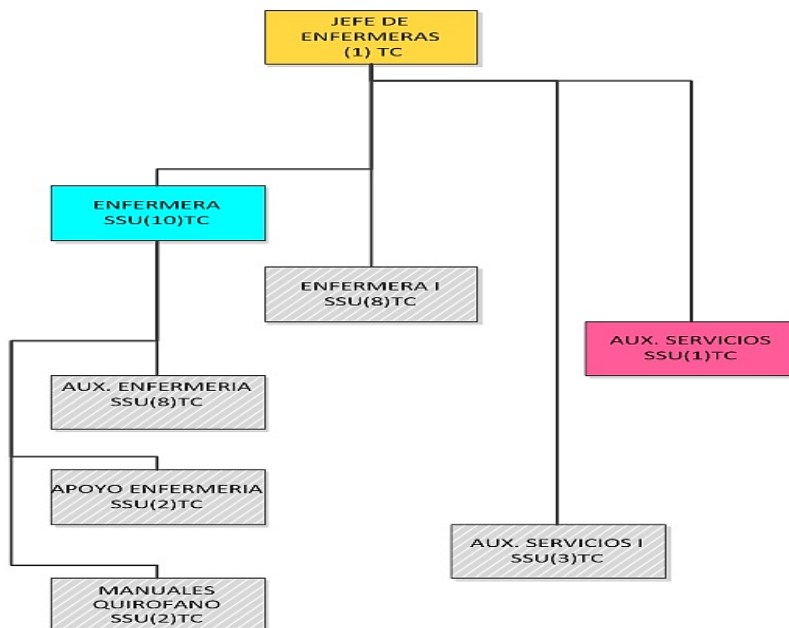 JEFE DE
ENFERMERAS
(1) TC
ENFERMERA
SSU(10)TC
ENFERMERA I
SSU(8)TC
AUX. SERVICIOS
SSU(1)TC
AUX. ENFERMERIA
SSU(8)TC
APOYO ENFERMERIA
SSU(2)TC
AUX. SERVICIOS I
SSU(3)TC
MANUALES
QUIROFANO
SSU(2)TC